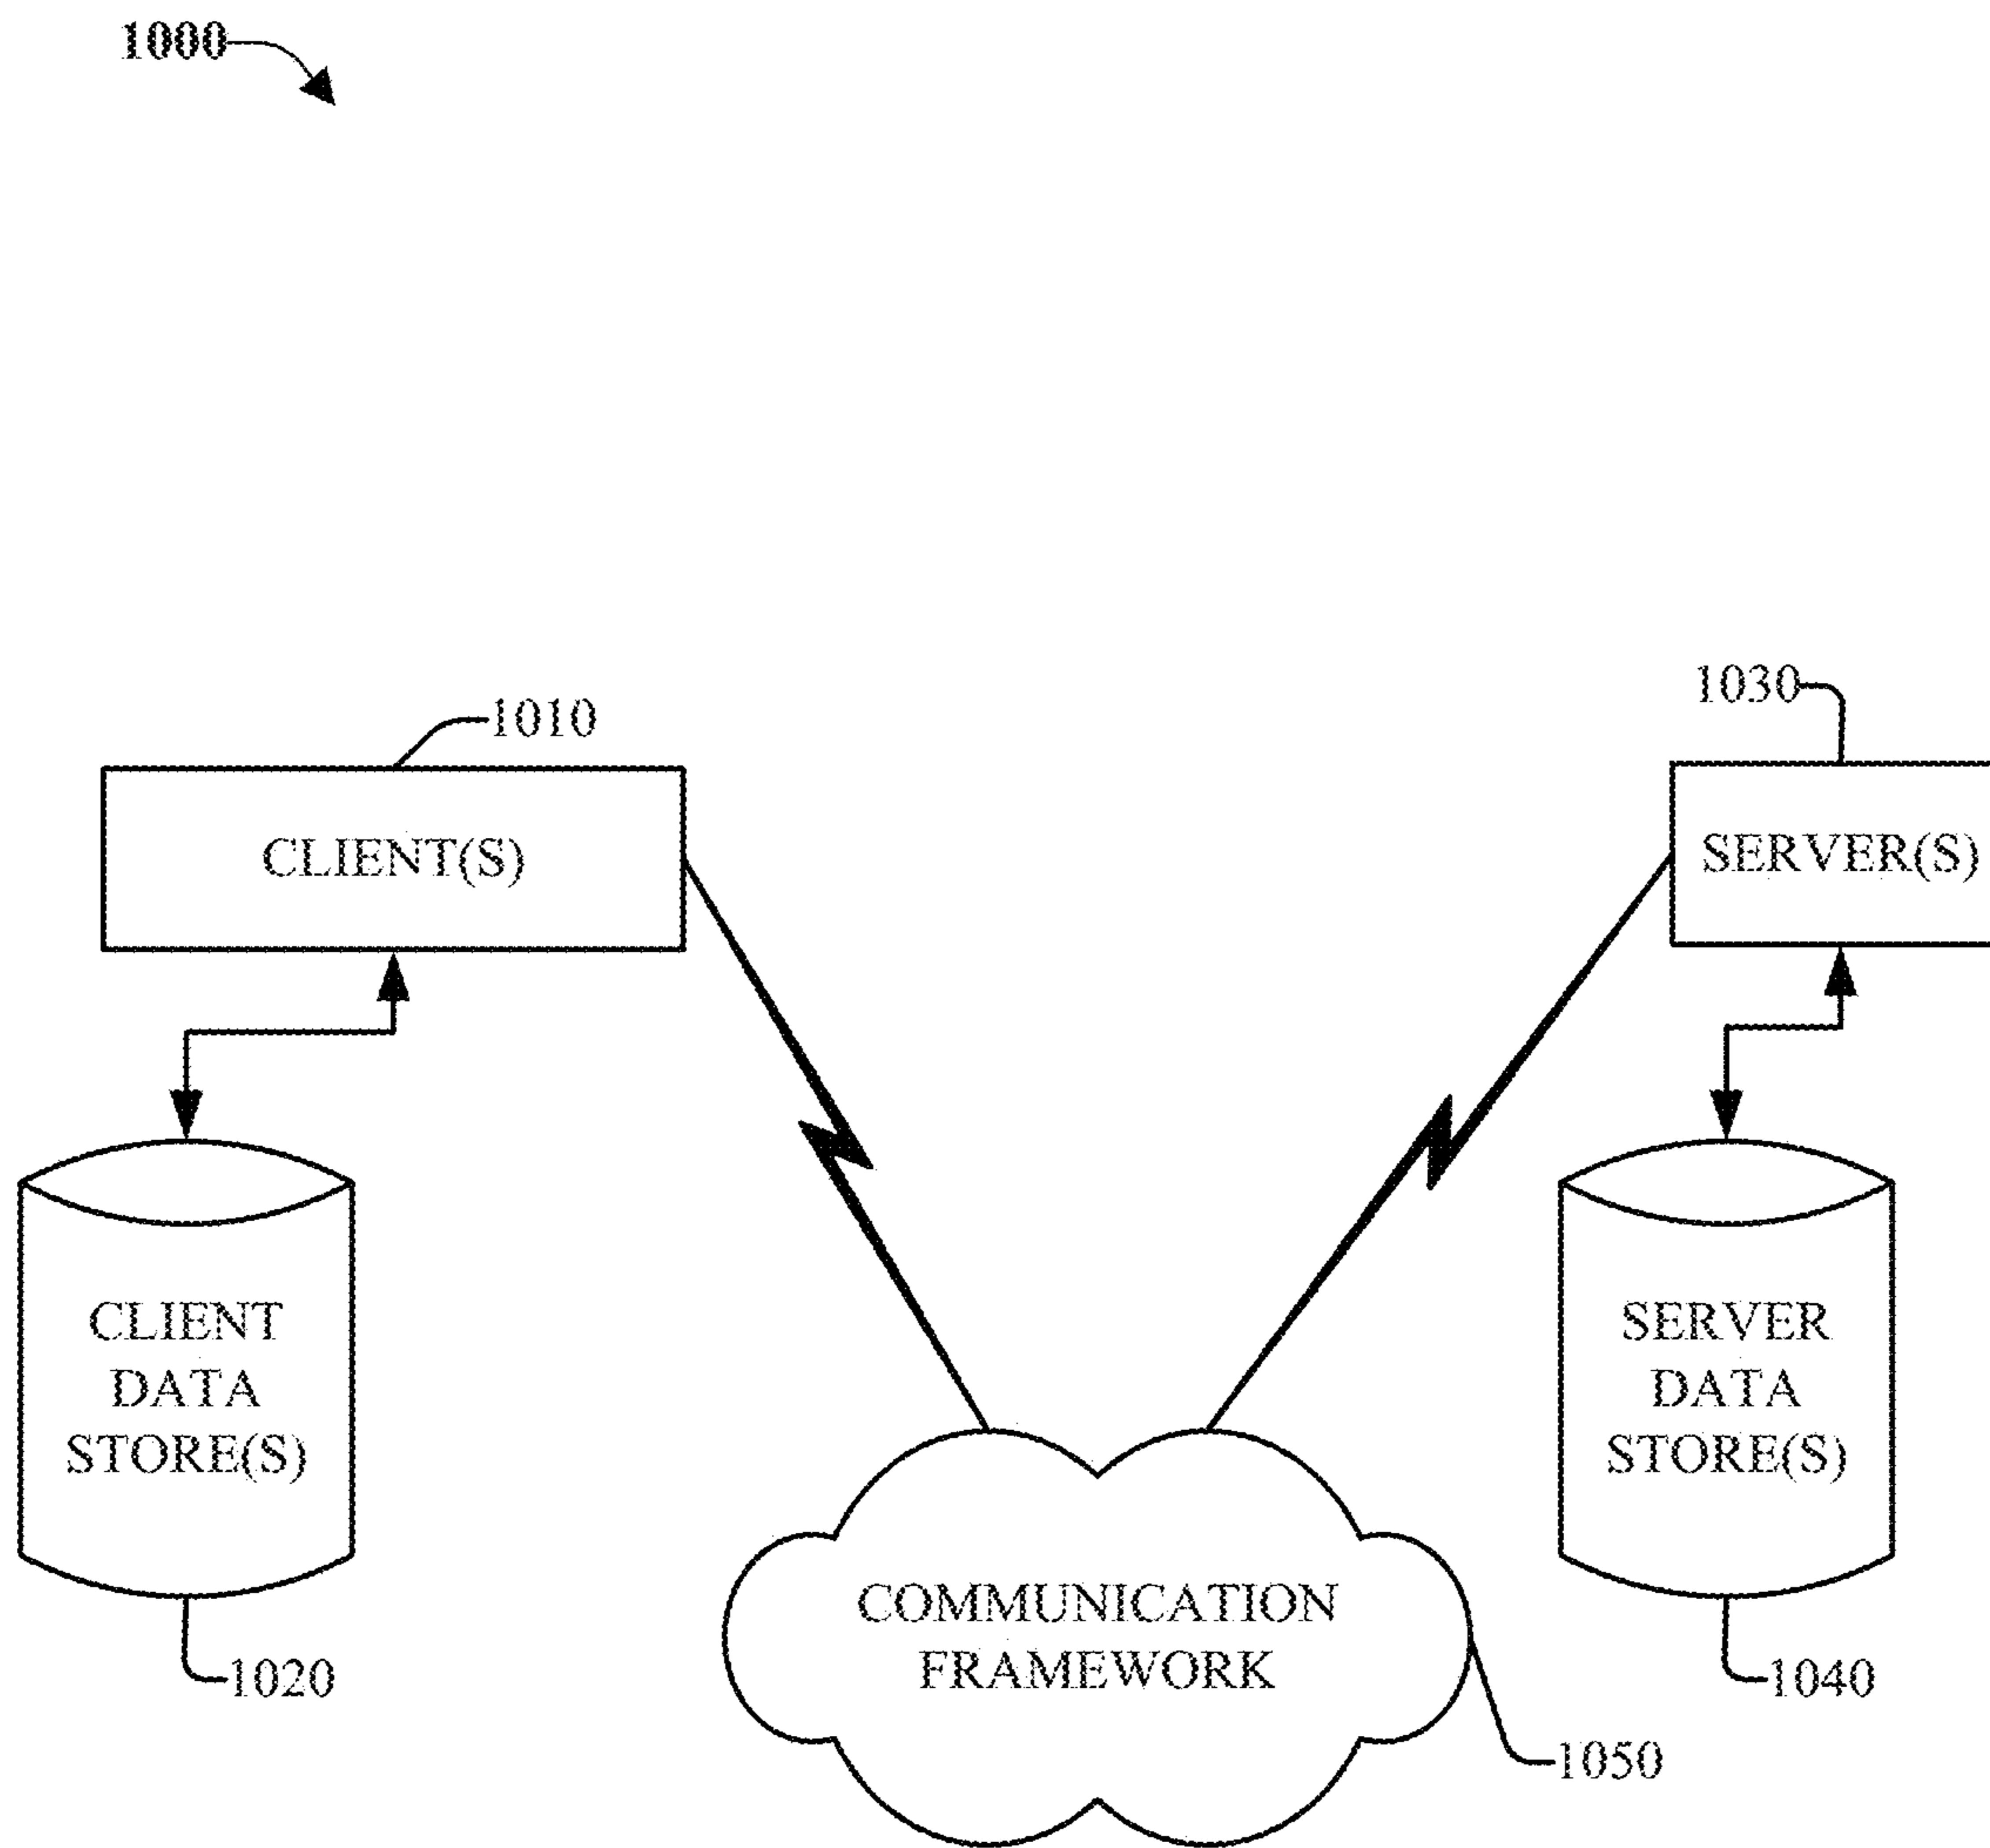 1000
1010
1030
CLIENT(S)
SERVER(S)
CLIENT
DATA
STORE(S)
SERVER
DATA
STORE(S)
COMMUNICATION
FRAMEWORK
1020
1040
1050